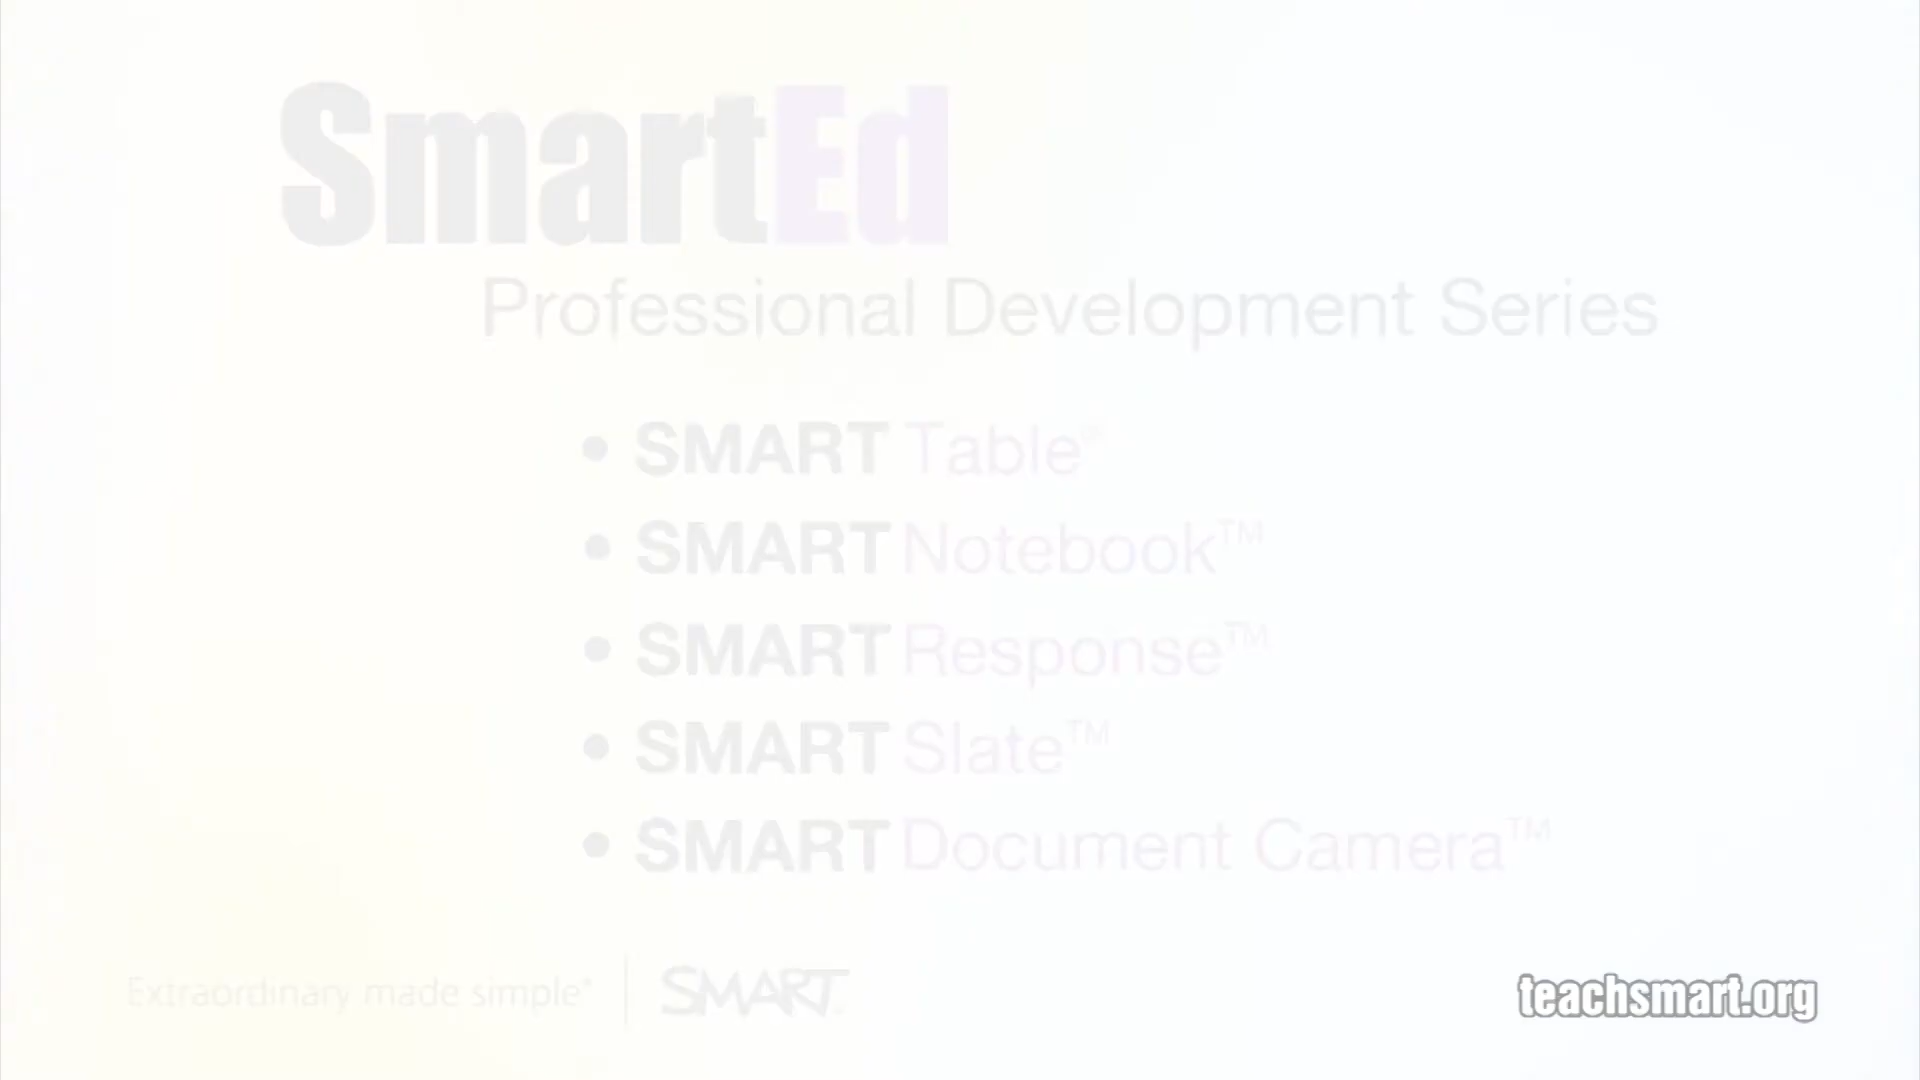 SmartEd
Professional Development Series
• SMART Table®
• SMART Notebook™
• SMART Response™
• SMART Slate™
• SMART Document Camera™
Extraordinary made simple® | SMART
teachsmart.org